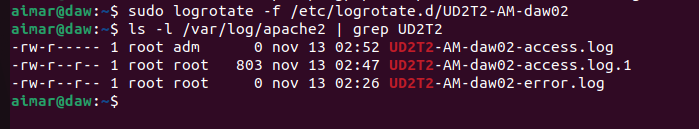 aimar@daw:~$ sudo logrotate -f /etc/logrotate.d/UD2T2-AM-daw02
aimar@daw:~$ ls -l /var/log/apache2 | grep UD2T2
-rw-r----- 1 root adm     0 nov 13 02:52 UD2T2-AM-daw02-access.log
-rw-r--r-- 1 root root  803 nov 13 02:47 UD2T2-AM-daw02-access.log.1
-rw-r--r-- 1 root root    0 nov 13 02:26 UD2T2-AM-daw02-error.log
aimar@daw:~$